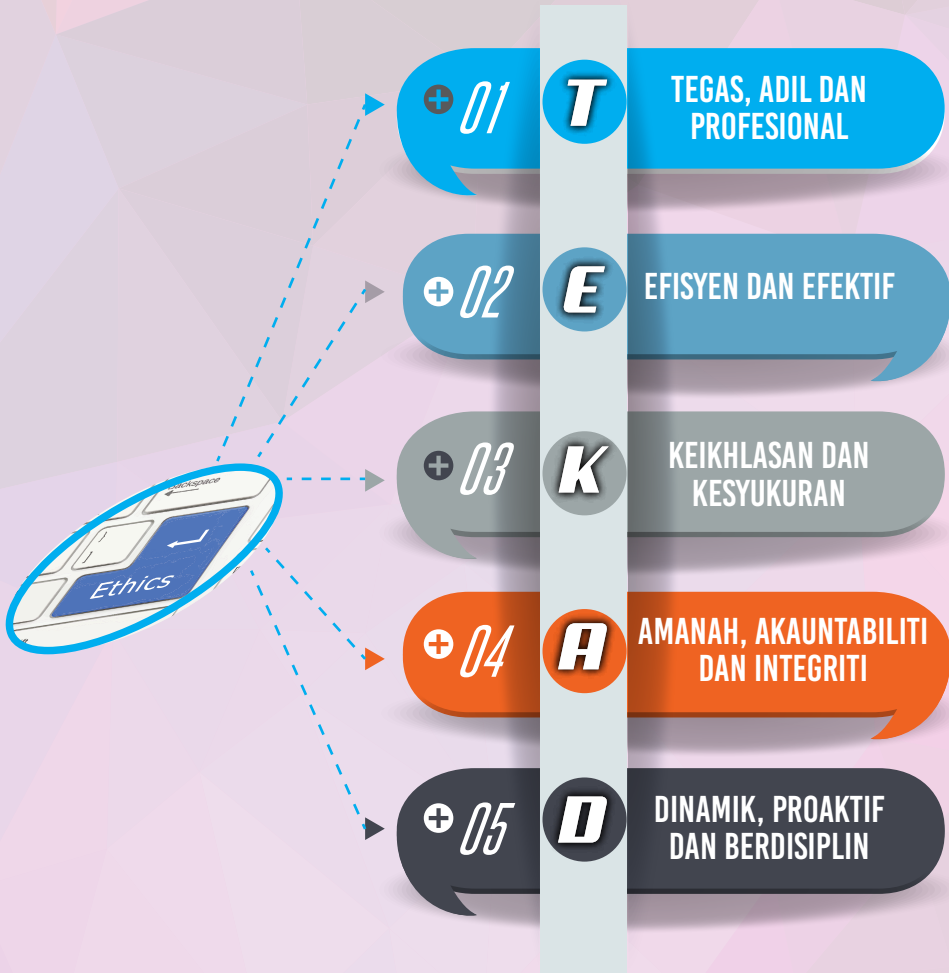 01 T TEGAS, ADIL DAN
PROFESIONAL
02 E EFISYEN DAN EFEKTIF
03 K KEIKHLASAN DAN
KESYUKURAN
Backspace
Ethics
04 A AMANAH, AKAUNTABILITI
DAN INTEGRITI
05 D DINAMIK, PROAKTIF
DAN BERDISIPLIN